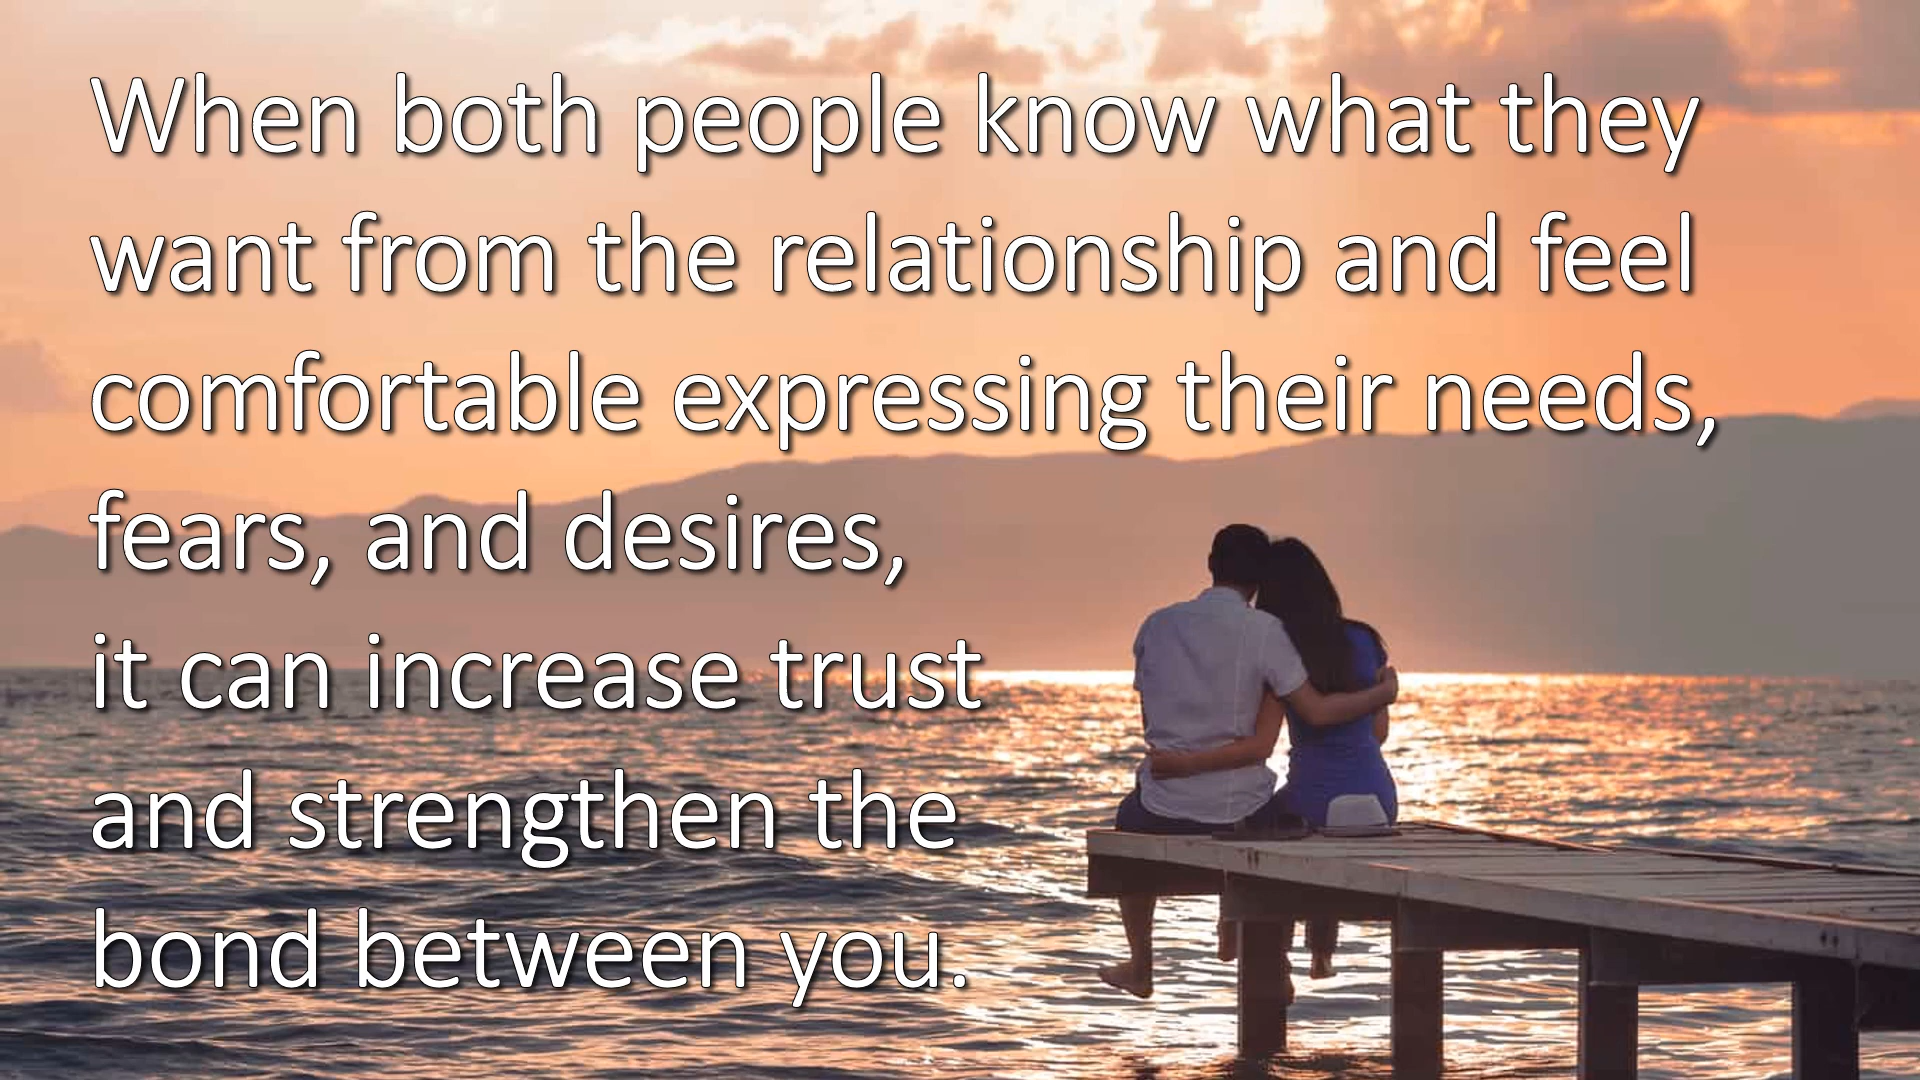 When both people know what they
want from the relationship and feel
comfortable expressing their needs,
fears, and desires,
it can increase trust
and strengthen the
bond between you.